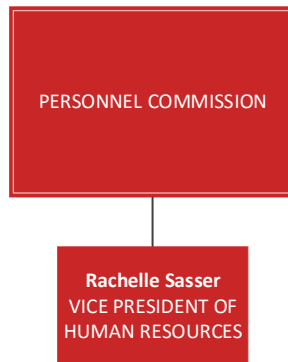 PERSONNEL COMMISSION
Rachelle Sasser
VICE PRESIDENT OF
HUMAN RESOURCES